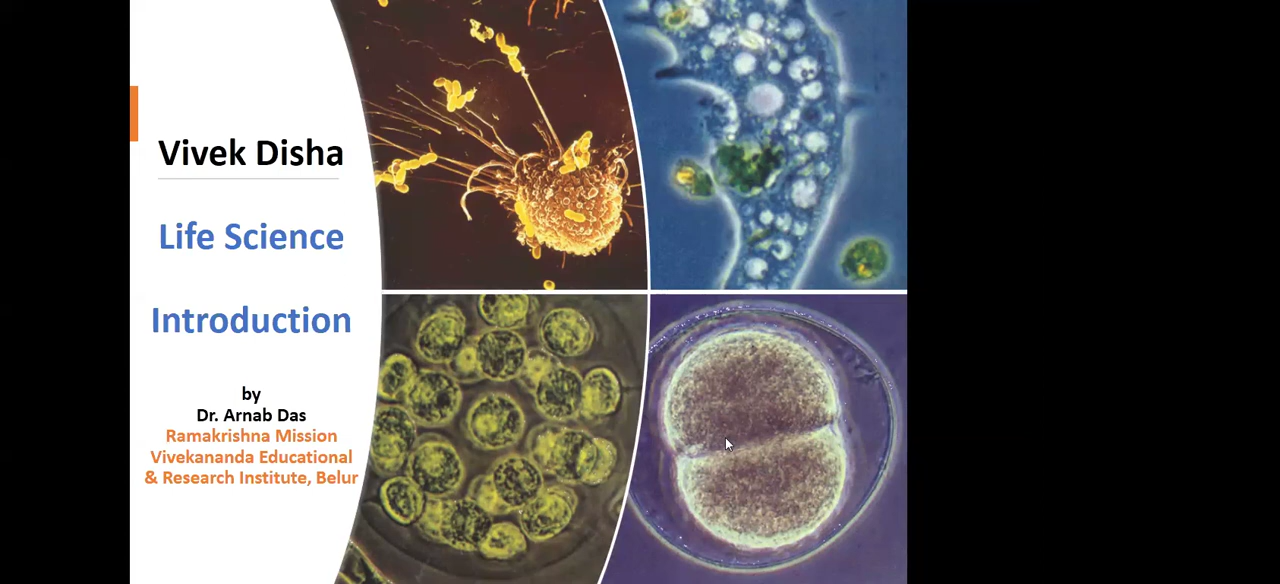 Vivek Disha
Life Science
Introduction
by
Dr. Arnab Das
Ramakrishna Mission
Vivekananda Educational
& Research Institute, Belur